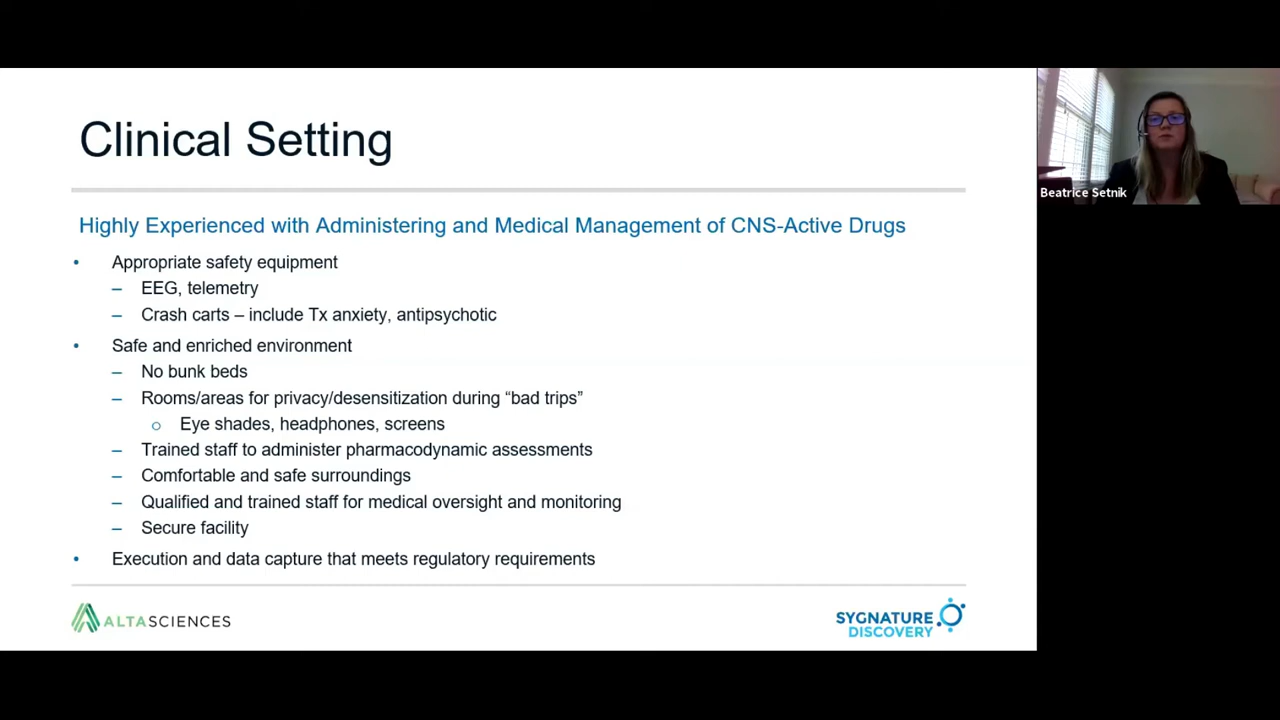 Clinical Setting
Highly Experienced with Administering and Medical Management of CNS-Active Drugs
• Appropriate safety equipment
– EEG, telemetry
– Crash carts – include Tx anxiety, antipsychotic
• Safe and enriched environment
– No bunk beds
– Rooms/areas for privacy/desensitization during “bad trips”
o Eye shades, headphones, screens
– Trained staff to administer pharmacodynamic assessments
– Comfortable and safe surroundings
– Qualified and trained staff for medical oversight and monitoring
– Secure facility
• Execution and data capture that meets regulatory requirements
ALTASCIENCES
SYGNATURE
DISCOVERY
Beatrice Setnik